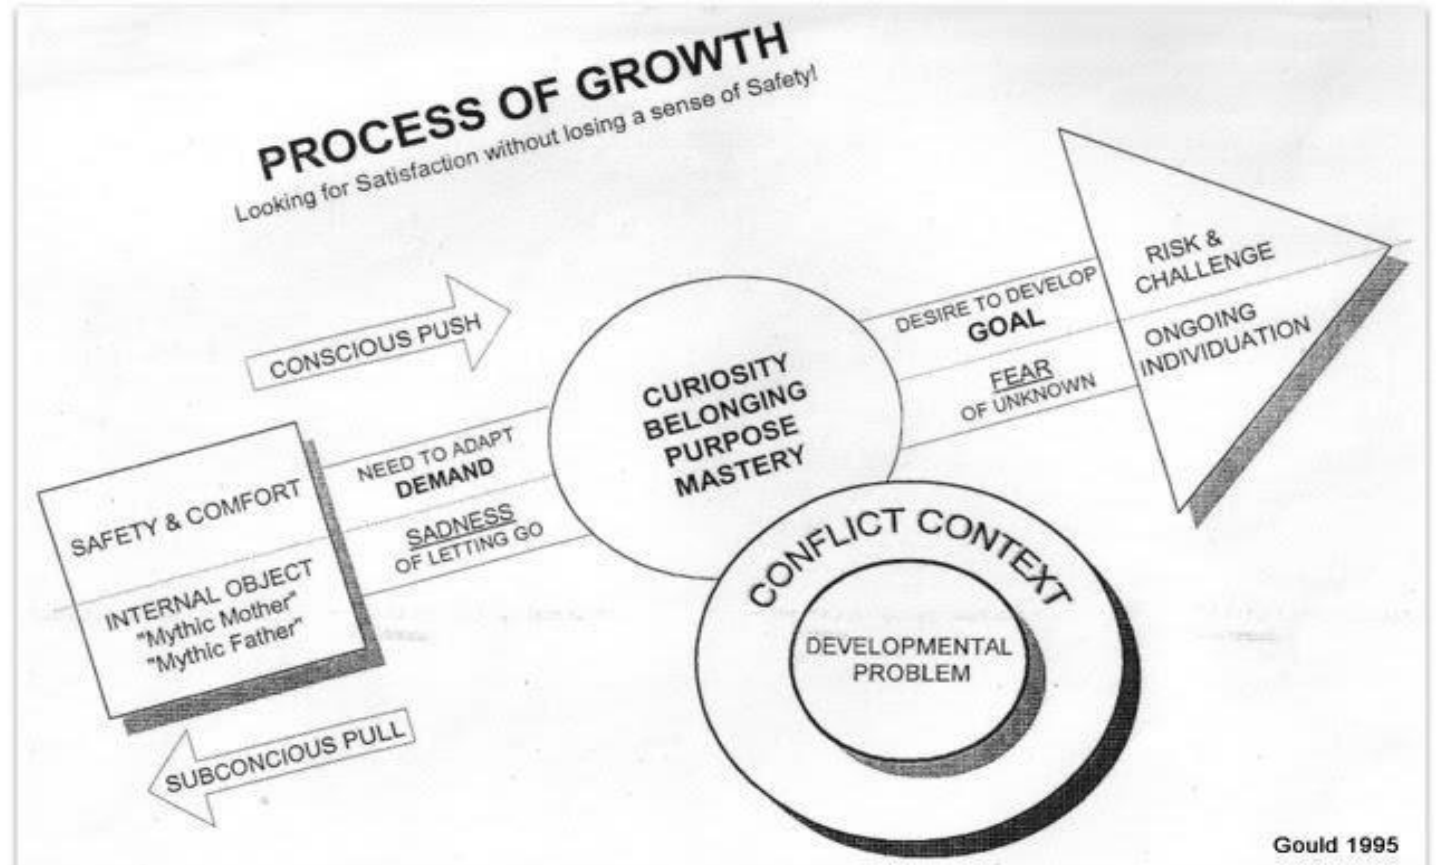 PROCESS OF GROWTH
Looking for Satisfaction without losing a sense of Safety!
CONSCIOUS PUSH
SAFETY & COMFORT
INTERNAL OBJECT
"Mythic Mother"
"Mythic Father"
SUBCONCIOUS PULL
NEED TO ADAPT
DEMAND
SADNESS
OF LETTING GO
CURIOSITY
BELONGING
PURPOSE
MASTERY
DESIRE TO DEVELOP
GOAL
FEAR
OF UNKNOWN
RISK &
CHALLENGE
ONGOING
INDIVIDUATION
CONFLICT CONTEXT
DEVELOPMENTAL
PROBLEM
Gould 1995